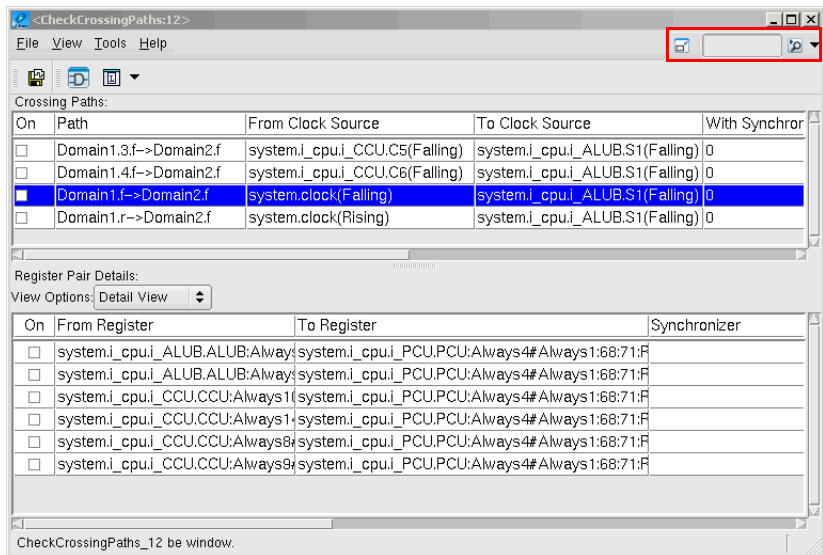 <CheckCrossingPaths:12>
File View Tools Help
Crossing Paths:
On Path From Clock Source To Clock Source With Synchror
Domain1.3.f->Domain2.f system.i_cpu.i_CCU.C5(Falling) system.i_cpu.i_ALUB.S1(Falling) 0
Domain1.4.f->Domain2.f system.i_cpu.i_CCU.C6(Falling) system.i_cpu.i_ALUB.S1(Falling) 0
Domain1.f->Domain2.f system.clock(Falling) system.i_cpu.i_ALUB.S1(Falling) 0
Domain1.r->Domain2.f system.clock(Rising) system.i_cpu.i_ALUB.S1(Falling) 0
Register Pair Details:
View Options: Detail View
On From Register To Register Synchronizer
system.i_cpu.i_ALUB.ALUB:Always system.i_cpu.i_PCU.PCU:Always4#Always1:68:71:R
system.i_cpu.i_ALUB.ALUB:Always system.i_cpu.i_PCU.PCU:Always4#Always1:68:71:R
system.i_cpu.i_CCU.CCU:Always1( system.i_cpu.i_PCU.PCU:Always4#Always1:68:71:R
system.i_cpu.i_CCU.CCU:Always1 system.i_cpu.i_PCU.PCU:Always4#Always1:68:71:R
system.i_cpu.i_CCU.CCU:Always8# system.i_cpu.i_PCU.PCU:Always4#Always1:68:71:R
system.i_cpu.i_CCU.CCU:Always9# system.i_cpu.i_PCU.PCU:Always4#Always1:68:71:R
CheckCrossingPaths_12 be window.